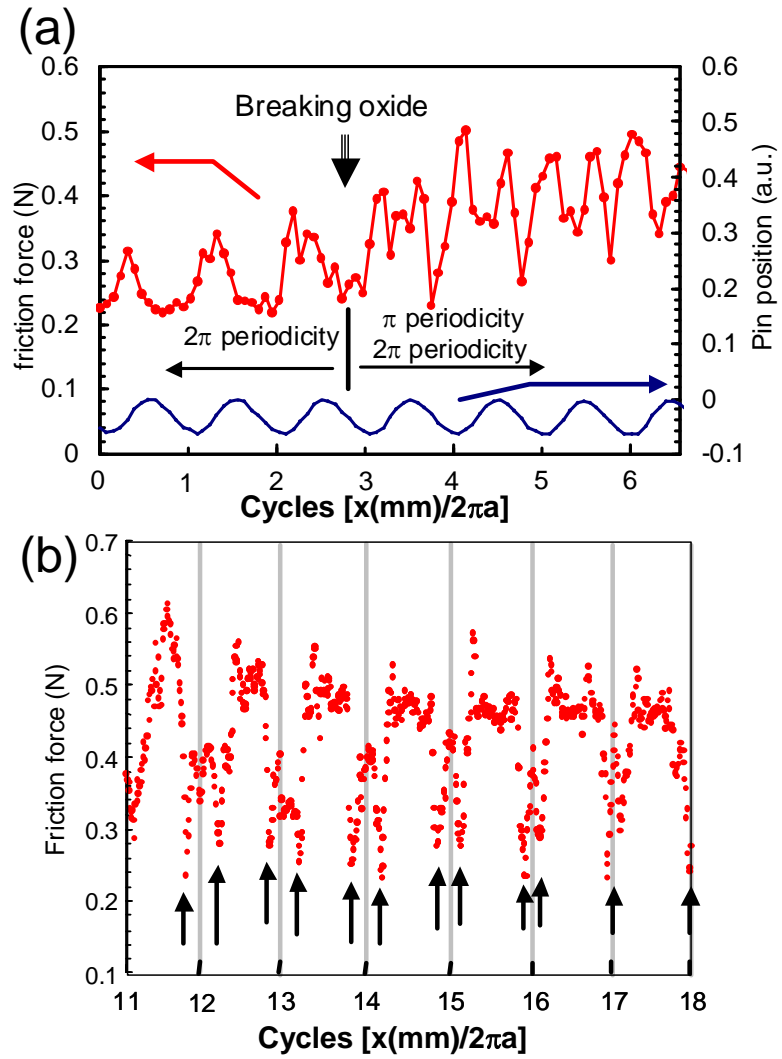 (a)
0.6
0.5
0.4
0.3
0.2
0.1
0
friction force (N)
Breaking oxide
2π periodicity
π periodicity
2π periodicity
0.6
0.5
0.4
0.3
0.2
0.1
0
-0.1
Pin position (a.u.)
0 1 2 3 4 5 6
Cycles [x(mm)/2πa]
(b)
0.7
0.6
0.5
0.4
0.3
0.2
0.1
Friction force (N)
11 12 13 14 15 16 17 18
Cycles [x(mm)/2πa]